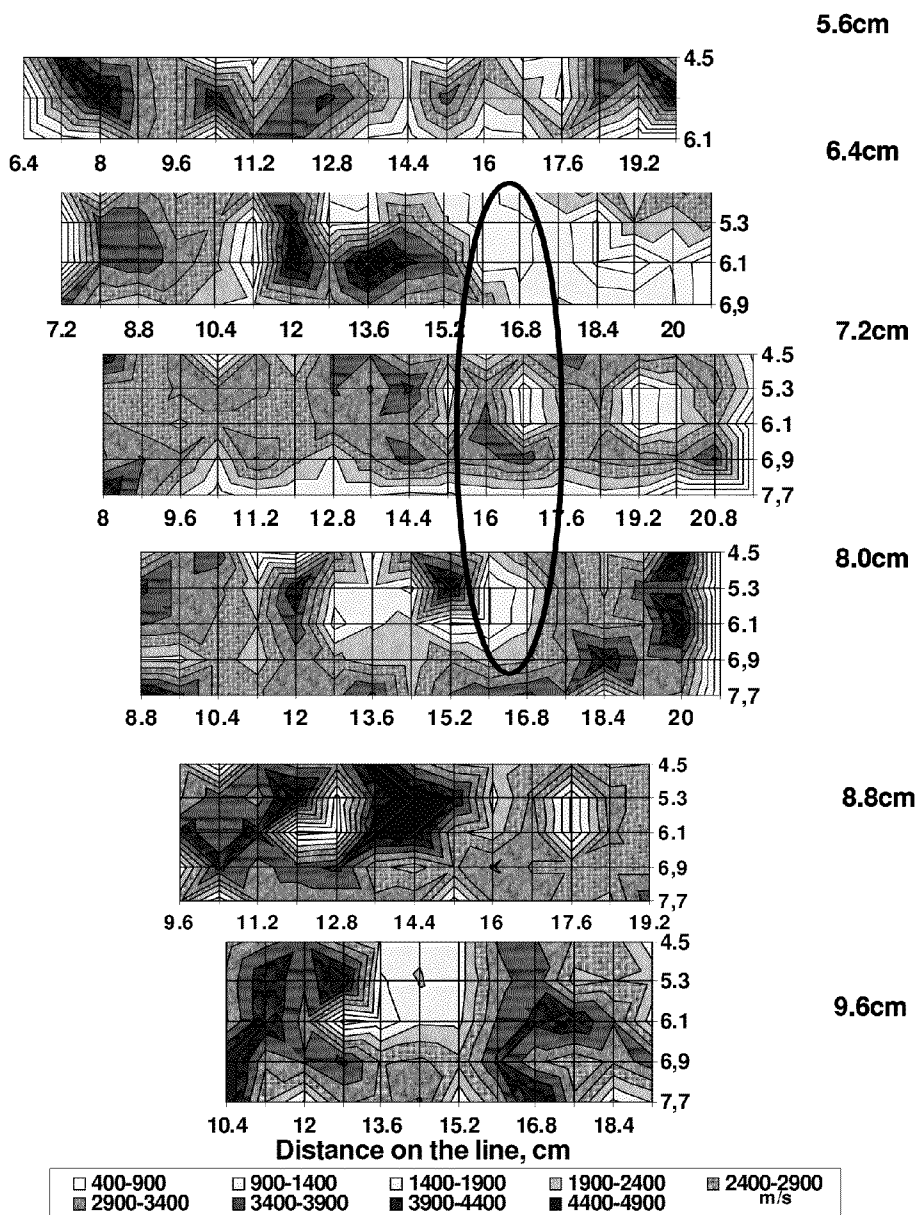 5.6cm
4.5
6.1
6.4 8 9.6 11.2 12.8 14.4 16 17.6 19.2
6.4cm
5.3
6.1
6,9
7.2 8.8 10.4 12 13.6 15.2 16.8 18.4 20
7.2cm
4.5
5.3
6.1
6,9
7,7
8 9.6 11.2 12.8 14.4 16 17.6 19.2 20.8
8.0cm
4.5
5.3
6.1
6,9
7,7
8.8 10.4 12 13.6 15.2 16.8 18.4 20
8.8cm
4.5
5.3
6.1
6,9
7,7
9.6 11.2 12.8 14.4 16 17.6 19.2
9.6cm
4.5
5.3
6.1
6,9
7,7
10.4 12 13.6 15.2 16.8 18.4
Distance on the line, cm
400-900 900-1400 1400-1900 1900-2400 2400-2900
2900-3400 3400-3900 3900-4400 4400-4900 m/s